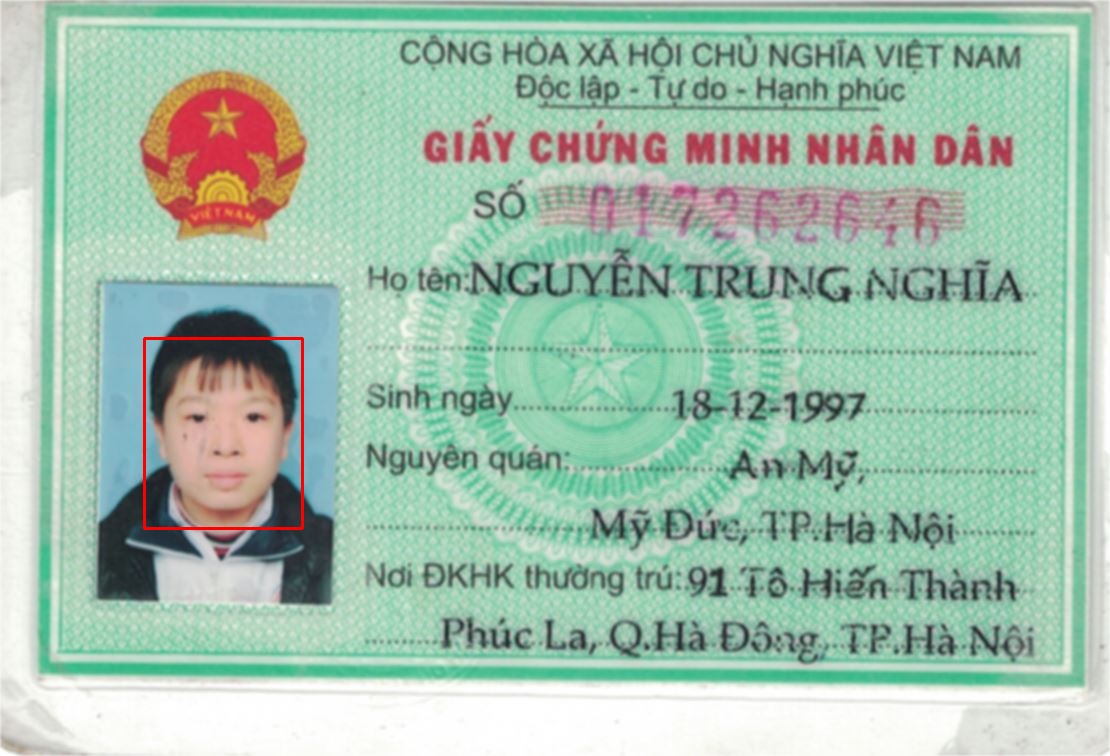 CỘNG HÒA XÃ HỘI CHỦ NGHĨA VIỆT NAM
Độc lập - Tự do - Hạnh phúc
GIẤY CHỨNG MINH NHÂN DÂN
SỐ 017262646
VIỆT NAM
Họ tên: NGUYỄN TRUNG NGHĨA
Sinh ngày 18-12-1997
Nguyên quán: An Mỹ,
Mỹ Đức, TP.Hà Nội
Nơi ĐKHK thường trú: 91 Tô Hiến Thành
Phúc La, Q.Hà Đông, TP.Hà Nội